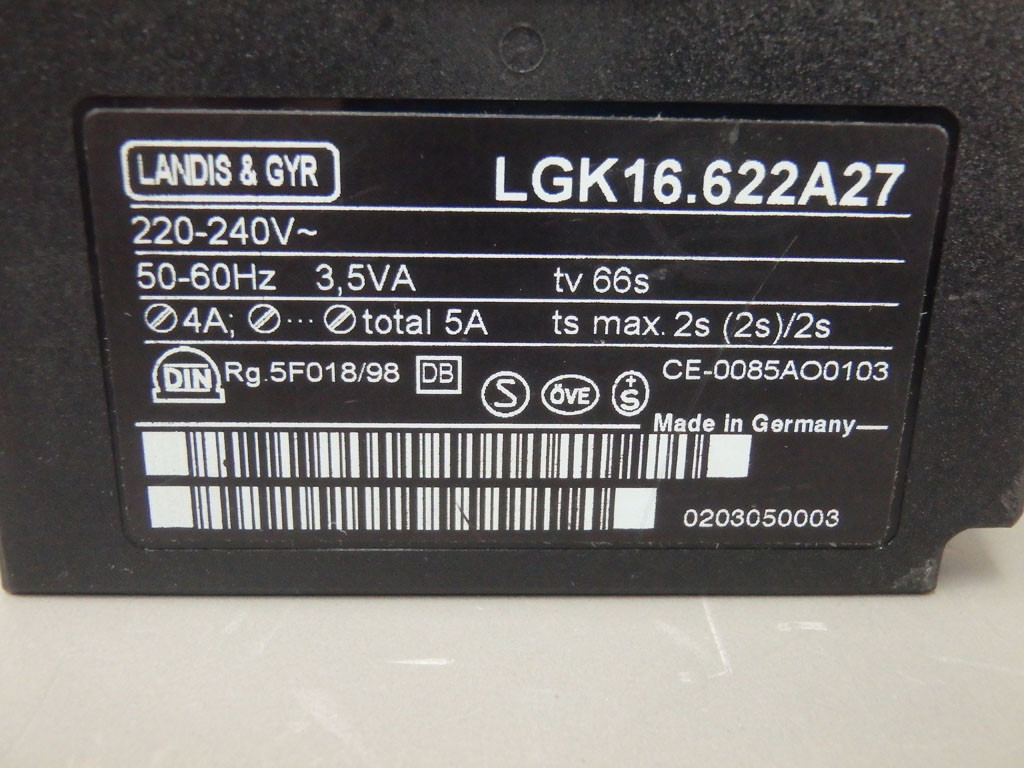 LANDIS & GYR LGK16.622A27
220-240V~
50-60Hz 3,5VA tv 66s
⊘4A; ⊘···⊘total 5A ts max. 2s (2s)/2s
DIN Rg.5F018/98 DB S ÖVE +S CE-0085AO0103
Made in Germany
0203050003